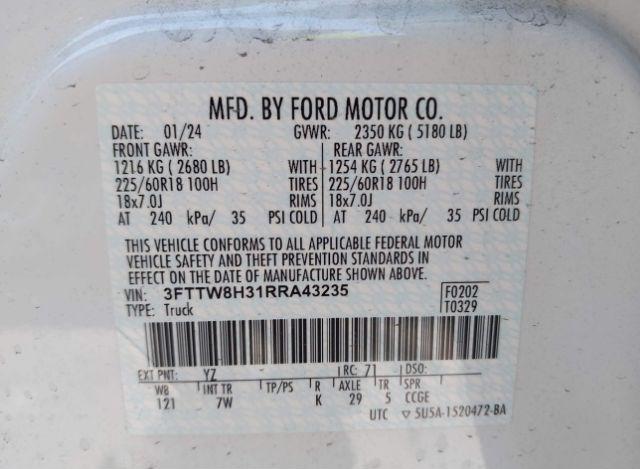 MFD. BY FORD MOTOR CO.
DATE: 01/24 GVWR: 2350 KG ( 5180 LB)
FRONT GAWR: REAR GAWR:
1216 KG ( 2680 LB) WITH 1254 KG ( 2765 LB) WITH
225/60R18 100H TIRES 225/60R18 100H TIRES
18x7.0J RIMS 18x7.0J RIMS
AT 240 kPa/ 35 PSI COLD AT 240 kPa/ 35 PSI COLD
THIS VEHICLE CONFORMS TO ALL APPLICABLE FEDERAL MOTOR
VEHICLE SAFETY AND THEFT PREVENTION STANDARDS IN
EFFECT ON THE DATE OF MANUFACTURE SHOWN ABOVE.
VIN: 3FTTW8H31RRA43235 F0202
TYPE: Truck T0329
EXT PNT: YZ RC: 71 DSO:
WB INT TR TP/PS R AXLE TR SPR
121 7W K 29 5 CCGE
UTC ▽ 5U5A-1520472-BA